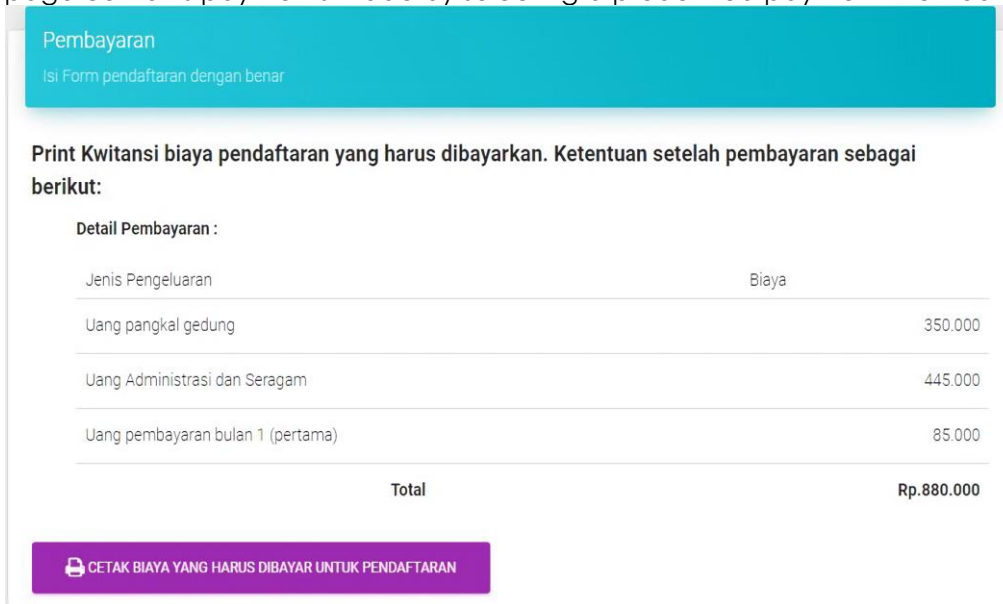 Pembayaran
Isi Form pendaftaran dengan benar
Print Kwitansi biaya pendaftaran yang harus dibayarkan. Ketentuan setelah pembayaran sebagai
berikut:
Detail Pembayaran :
Jenis Pengeluaran Biaya
Uang pangkal gedung 350.000
Uang Administrasi dan Seragam 445.000
Uang pembayaran bulan 1 (pertama) 85.000
Total Rp.880.000
CETAK BIAYA YANG HARUS DIBAYAR UNTUK PENDAFTARAN